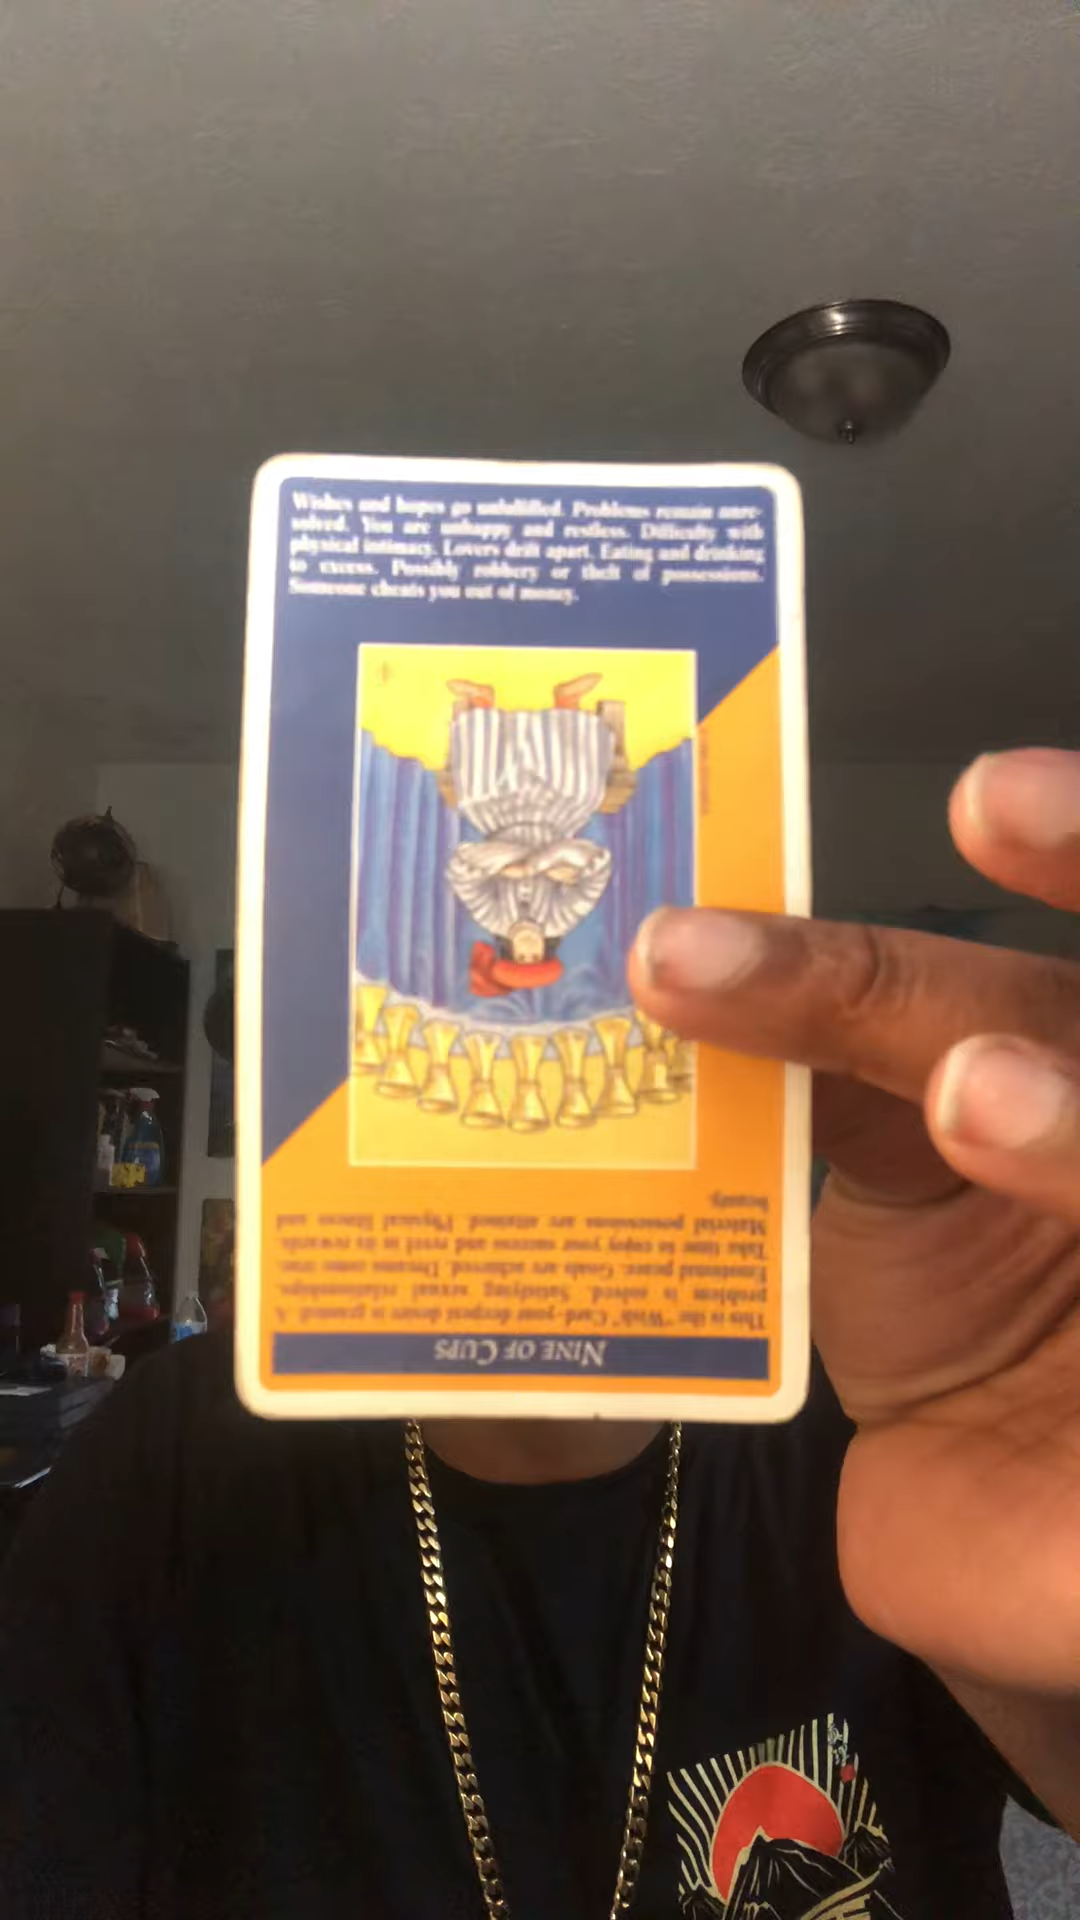 Wishes and hopes go unfulfilled. Problems remain unre-
solved. You are unhappy and restless. Difficulty with
physical intimacy. Lovers drift apart. Eating and drinking
to excess. Possibly robbery or theft of possessions.
Someone cheats you out of money.
NINE OF CUPS
This is the "Wish" Card-your deepest desire is granted. A
problem is solved. Satisfying sexual relationships.
Emotional peace. Goals are achieved. Dreams come true.
Take time to enjoy your success and revel in its rewards.
Material possessions are attained. Physical fitness and
beauty.